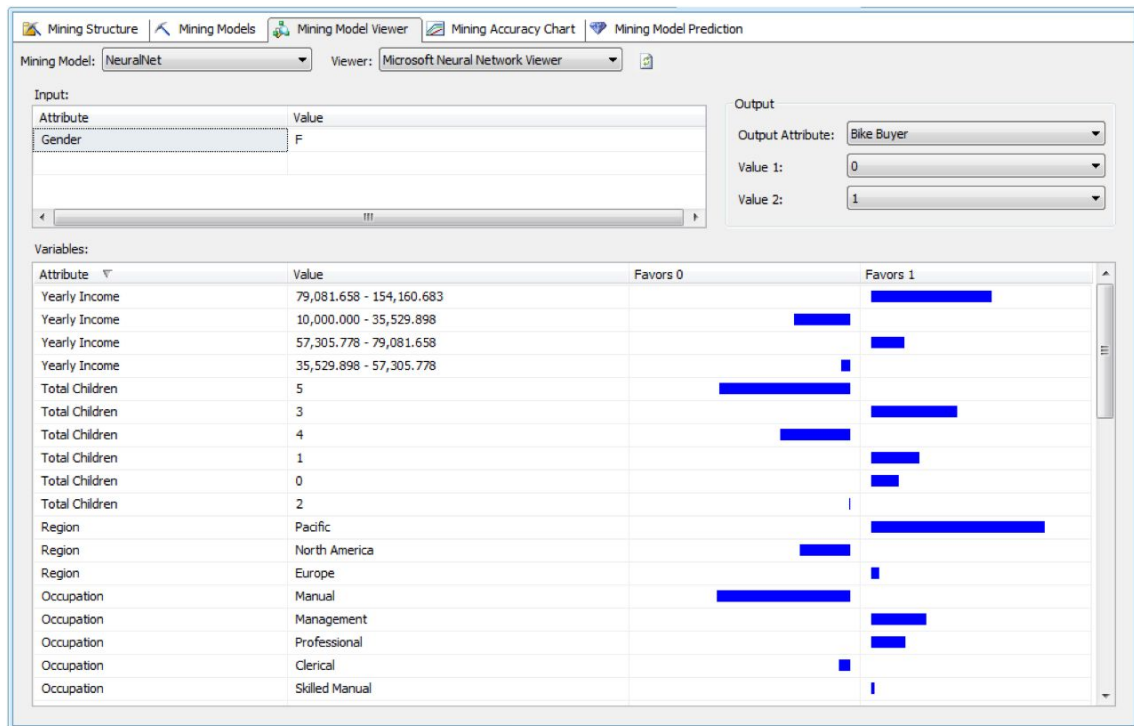 Mining Structure Mining Models Mining Model Viewer Mining Accuracy Chart Mining Model Prediction
Mining Model: NeuralNet Viewer: Microsoft Neural Network Viewer
Input:
Attribute Value
Gender F
Output
Output Attribute: Bike Buyer
Value 1: 0
Value 2: 1
Variables:
Attribute Value Favors 0 Favors 1
Yearly Income 79,081.658 - 154,160.683
Yearly Income 10,000.000 - 35,529.898
Yearly Income 57,305.778 - 79,081.658
Yearly Income 35,529.898 - 57,305.778
Total Children 5
Total Children 3
Total Children 4
Total Children 1
Total Children 0
Total Children 2
Region Pacific
Region North America
Region Europe
Occupation Manual
Occupation Management
Occupation Professional
Occupation Clerical
Occupation Skilled Manual